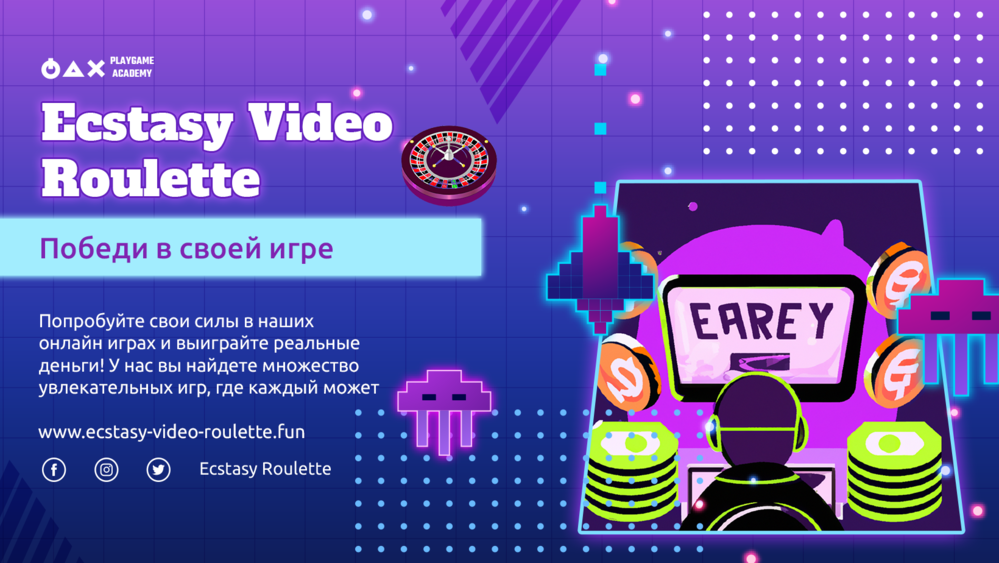 PLAYGAME
ACADEMY
Ecstasy Video
Roulette
Победи в своей игре
Попробуйте свои силы в наших
онлайн играх и выиграйте реальные
деньги! У нас вы найдете множество
увлекательных игр, где каждый может
www.ecstasy-video-roulette.fun
Ecstasy Roulette
EAREY